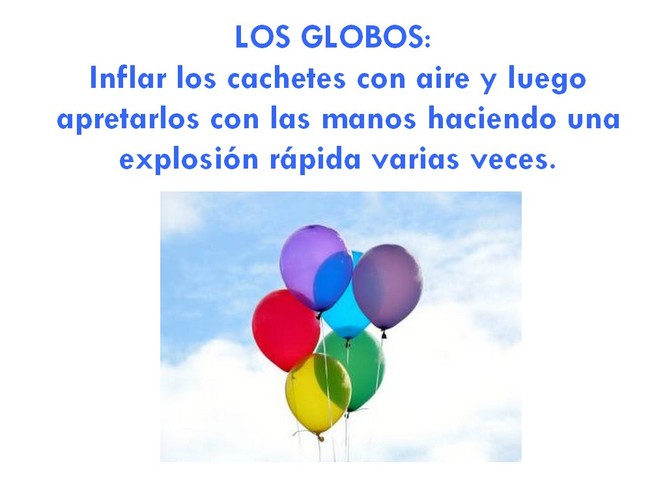 LOS GLOBOS:
Inflar los cachetes con aire y luego
apretarlos con las manos haciendo una
explosión rápida varias veces.